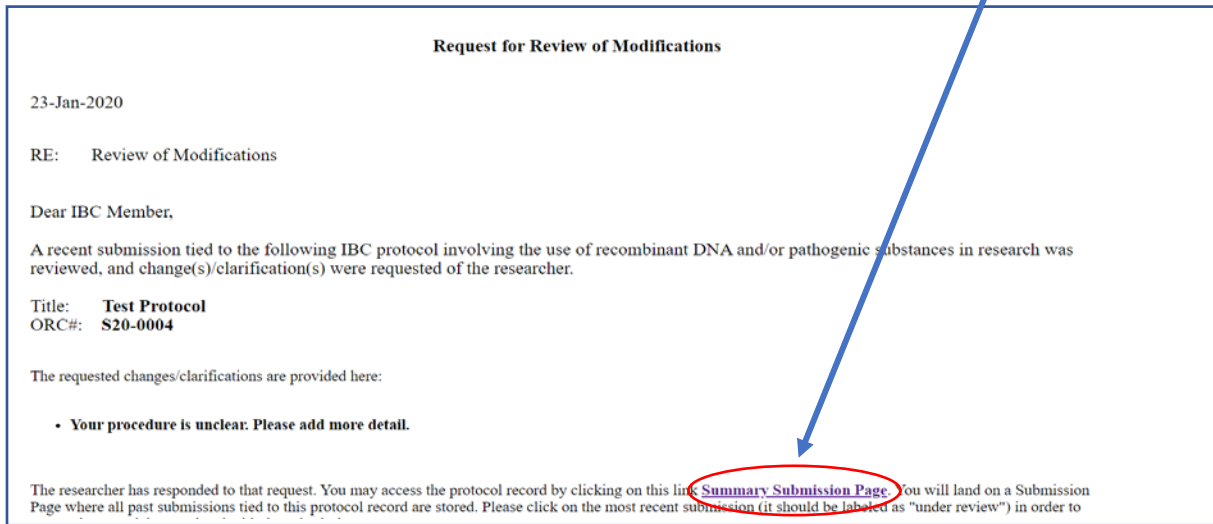 Request for Review of Modifications
23-Jan-2020
RE: Review of Modifications
Dear IBC Member,
A recent submission tied to the following IBC protocol involving the use of recombinant DNA and/or pathogenic substances in research was
reviewed, and change(s)/clarification(s) were requested of the researcher.
Title: Test Protocol
ORC#: S20-0004
The requested changes/clarifications are provided here:
• Your procedure is unclear. Please add more detail.
The researcher has responded to that request. You may access the protocol record by clicking on this link Summary Submission Page. You will land on a Submission
Page where all past submissions tied to this protocol record are stored. Please click on the most recent submission (it should be labeled as "under review") in order to